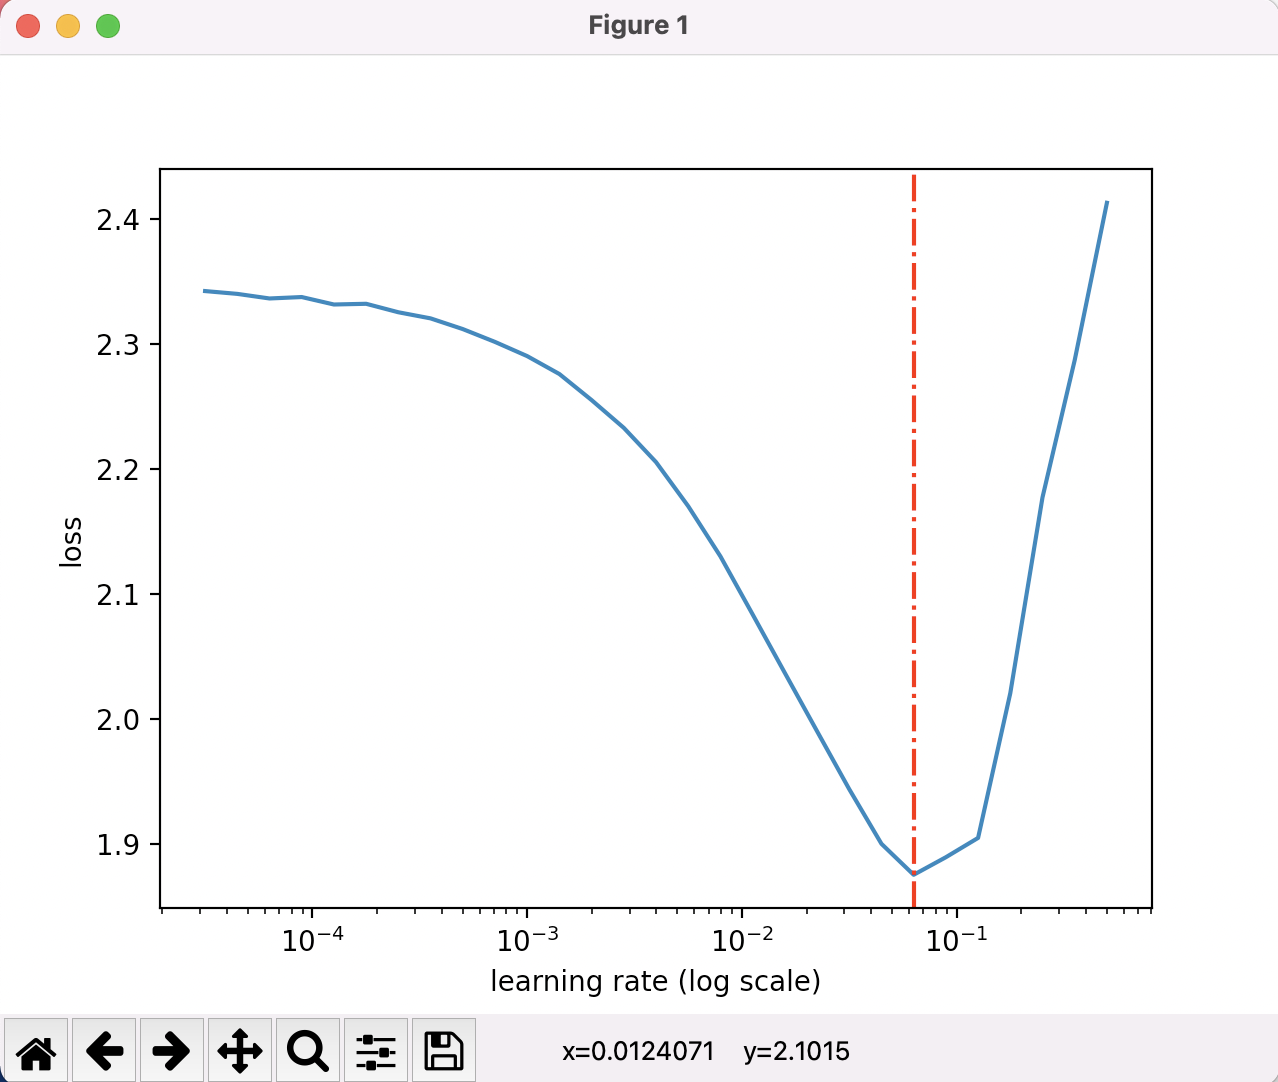 Figure 1
2.4
2.3
2.2
2.1
2.0
1.9
loss
10⁻⁴ 10⁻³ 10⁻² 10⁻¹
learning rate (log scale)
x=0.0124071 y=2.1015